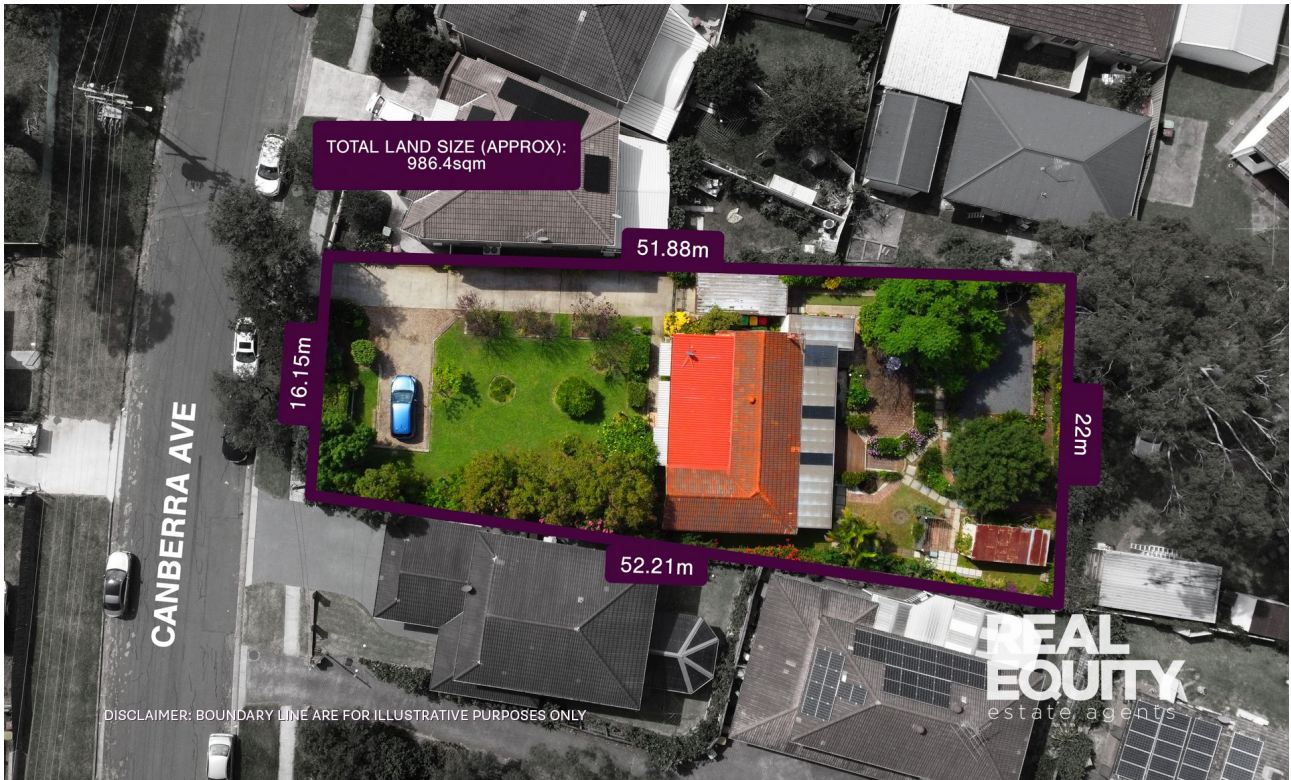 TOTAL LAND SIZE (APPROX):
986.4sqm
51.88m
16.15m
22m
CANBERRA AVE
52.21m
REAL
EQUITY
estate agents
DISCLAIMER: BOUNDARY LINE ARE FOR ILLUSTRATIVE PURPOSES ONLY